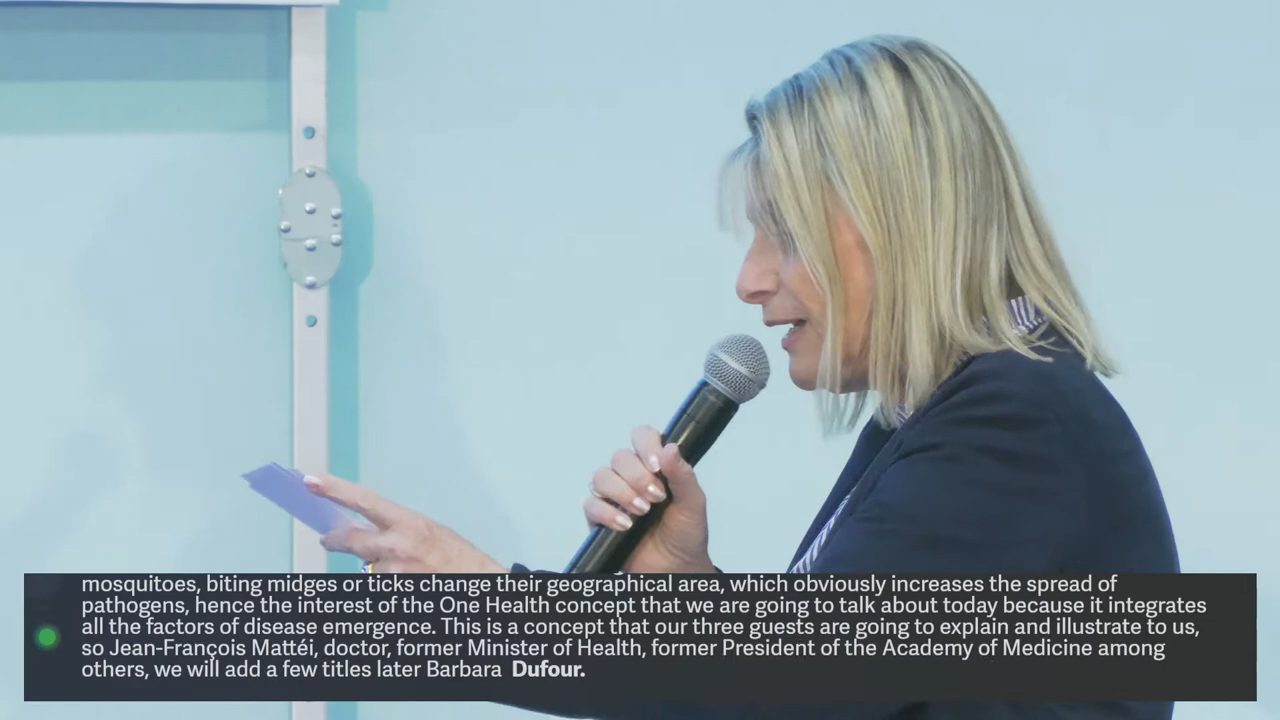 mosquitoes, biting midges or ticks change their geographical area, which obviously increases the spread of
pathogens, hence the interest of the One Health concept that we are going to talk about today because it integrates
all the factors of disease emergence. This is a concept that our three guests are going to explain and illustrate to us,
so Jean-François Mattéi, doctor, former Minister of Health, former President of the Academy of Medicine among
others, we will add a few titles later Barbara Dufour.